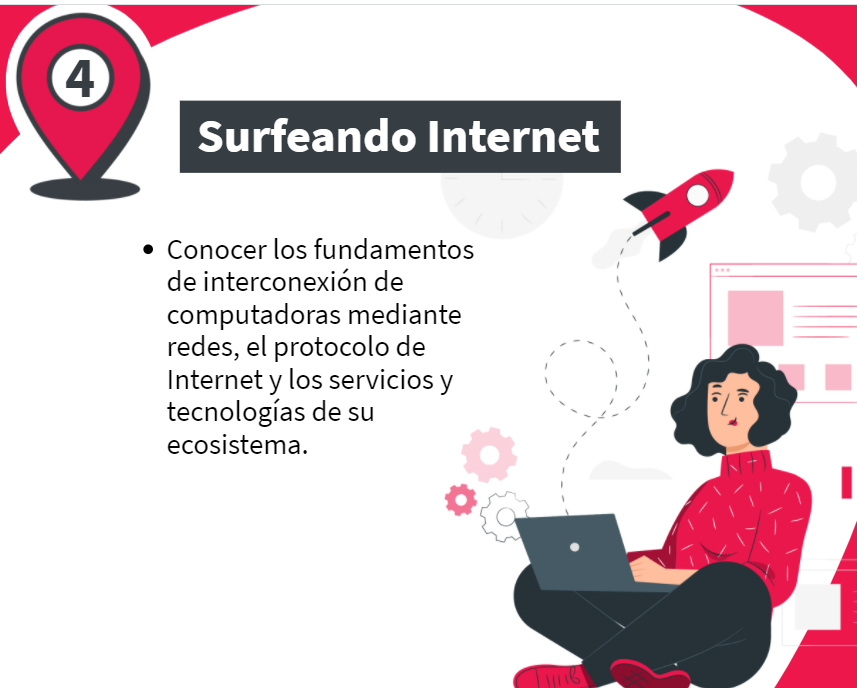 4
Surfeando Internet
• Conocer los fundamentos
de interconexión de
computadoras mediante
redes, el protocolo de
Internet y los servicios y
tecnologías de su
ecosistema.